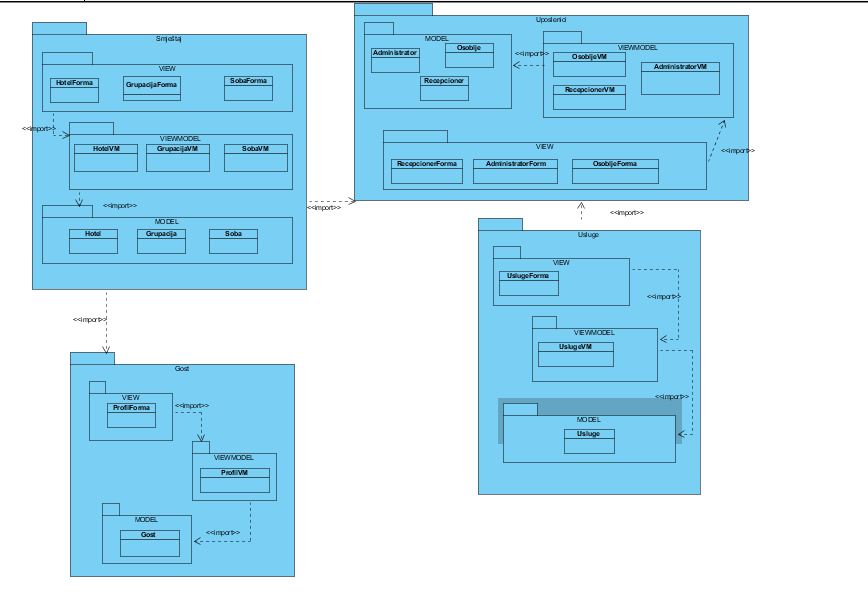 Smještaj
VIEW
HotelForma
GrupacijaForma
SobaForma
<<import>>
VIEWMODEL
HotelVM
GrupacijaVM
SobaVM
<<import>>
MODEL
Hotel
Grupacija
Soba
<<import>>
<<import>>
Uposlenici
MODEL
Administrator
Osoblje
Recepcioner
<<import>>
VIEWMODEL
OsobljeVM
AdministratorVM
RecepcionerVM
<<import>>
VIEW
RecepcionerForma
AdministratorForm
OsobljeForma
<<import>>
Usluge
VIEW
UslugeForma
<<import>>
VIEWMODEL
UslugeVM
<<import>>
MODEL
Usluge
Gost
VIEW
ProfilForma
<<import>>
VIEWMODEL
ProfilVM
MODEL
Gost
<<import>>